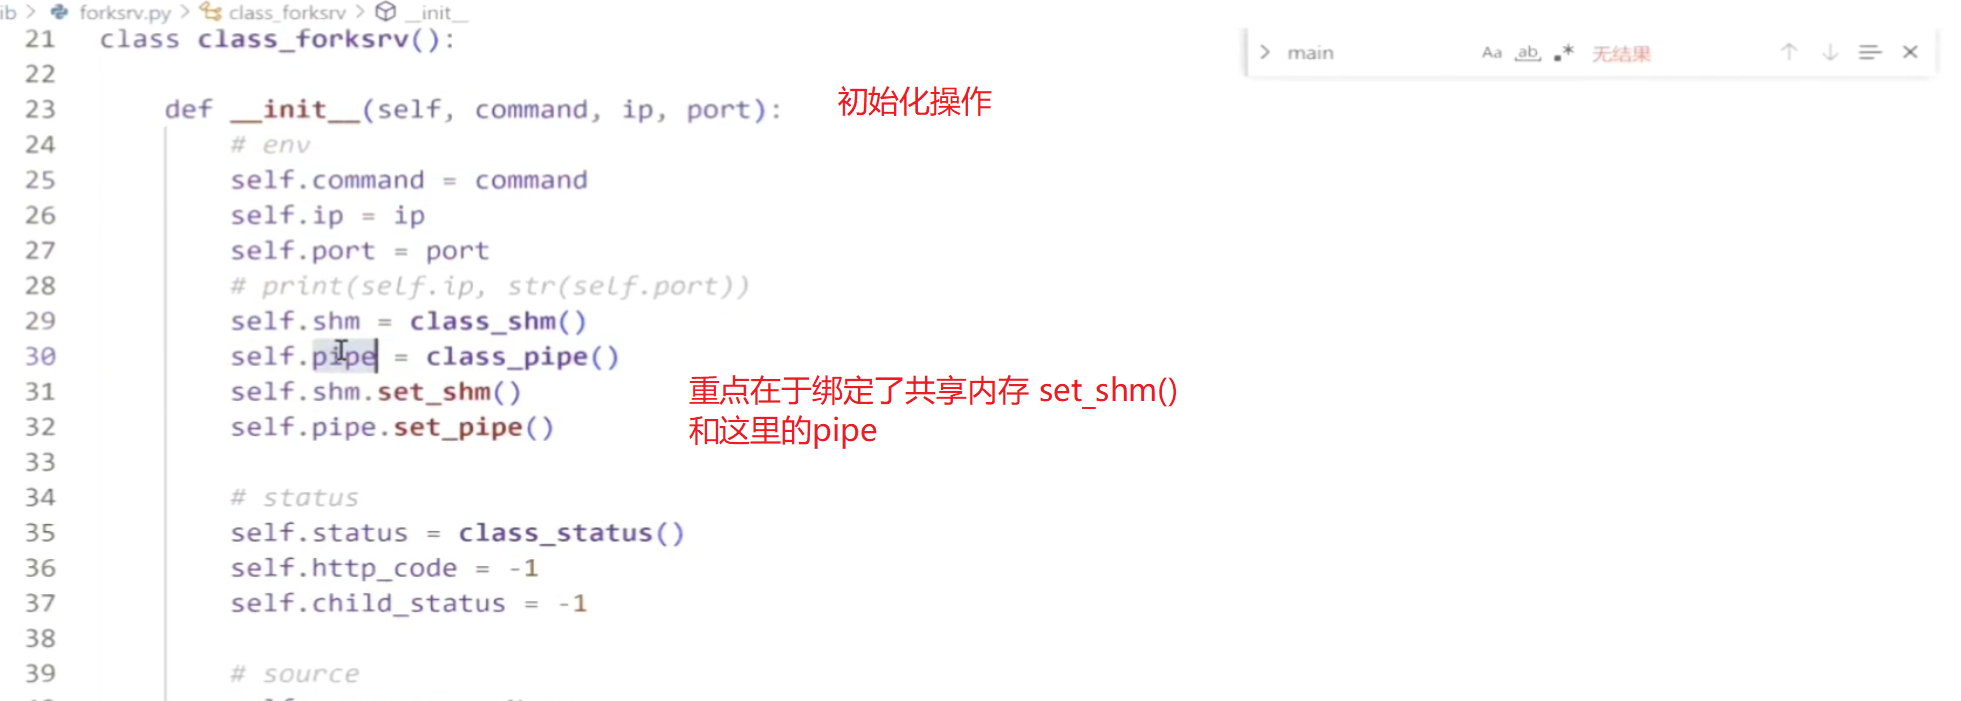 ib > forksrv.py > class_forksrv > __init__
21 class class_forksrv():
> main Aa ab .* 无结果
22
23 def __init__(self, command, ip, port): 初始化操作
24 # env
25 self.command = command
26 self.ip = ip
27 self.port = port
28 # print(self.ip, str(self.port))
29 self.shm = class_shm()
30 self.pipe = class_pipe()
31 self.shm.set_shm() 重点在于绑定了共享内存 set_shm()
32 self.pipe.set_pipe() 和这里的pipe
33
34 # status
35 self.status = class_status()
36 self.http_code = -1
37 self.child_status = -1
38
39 # source